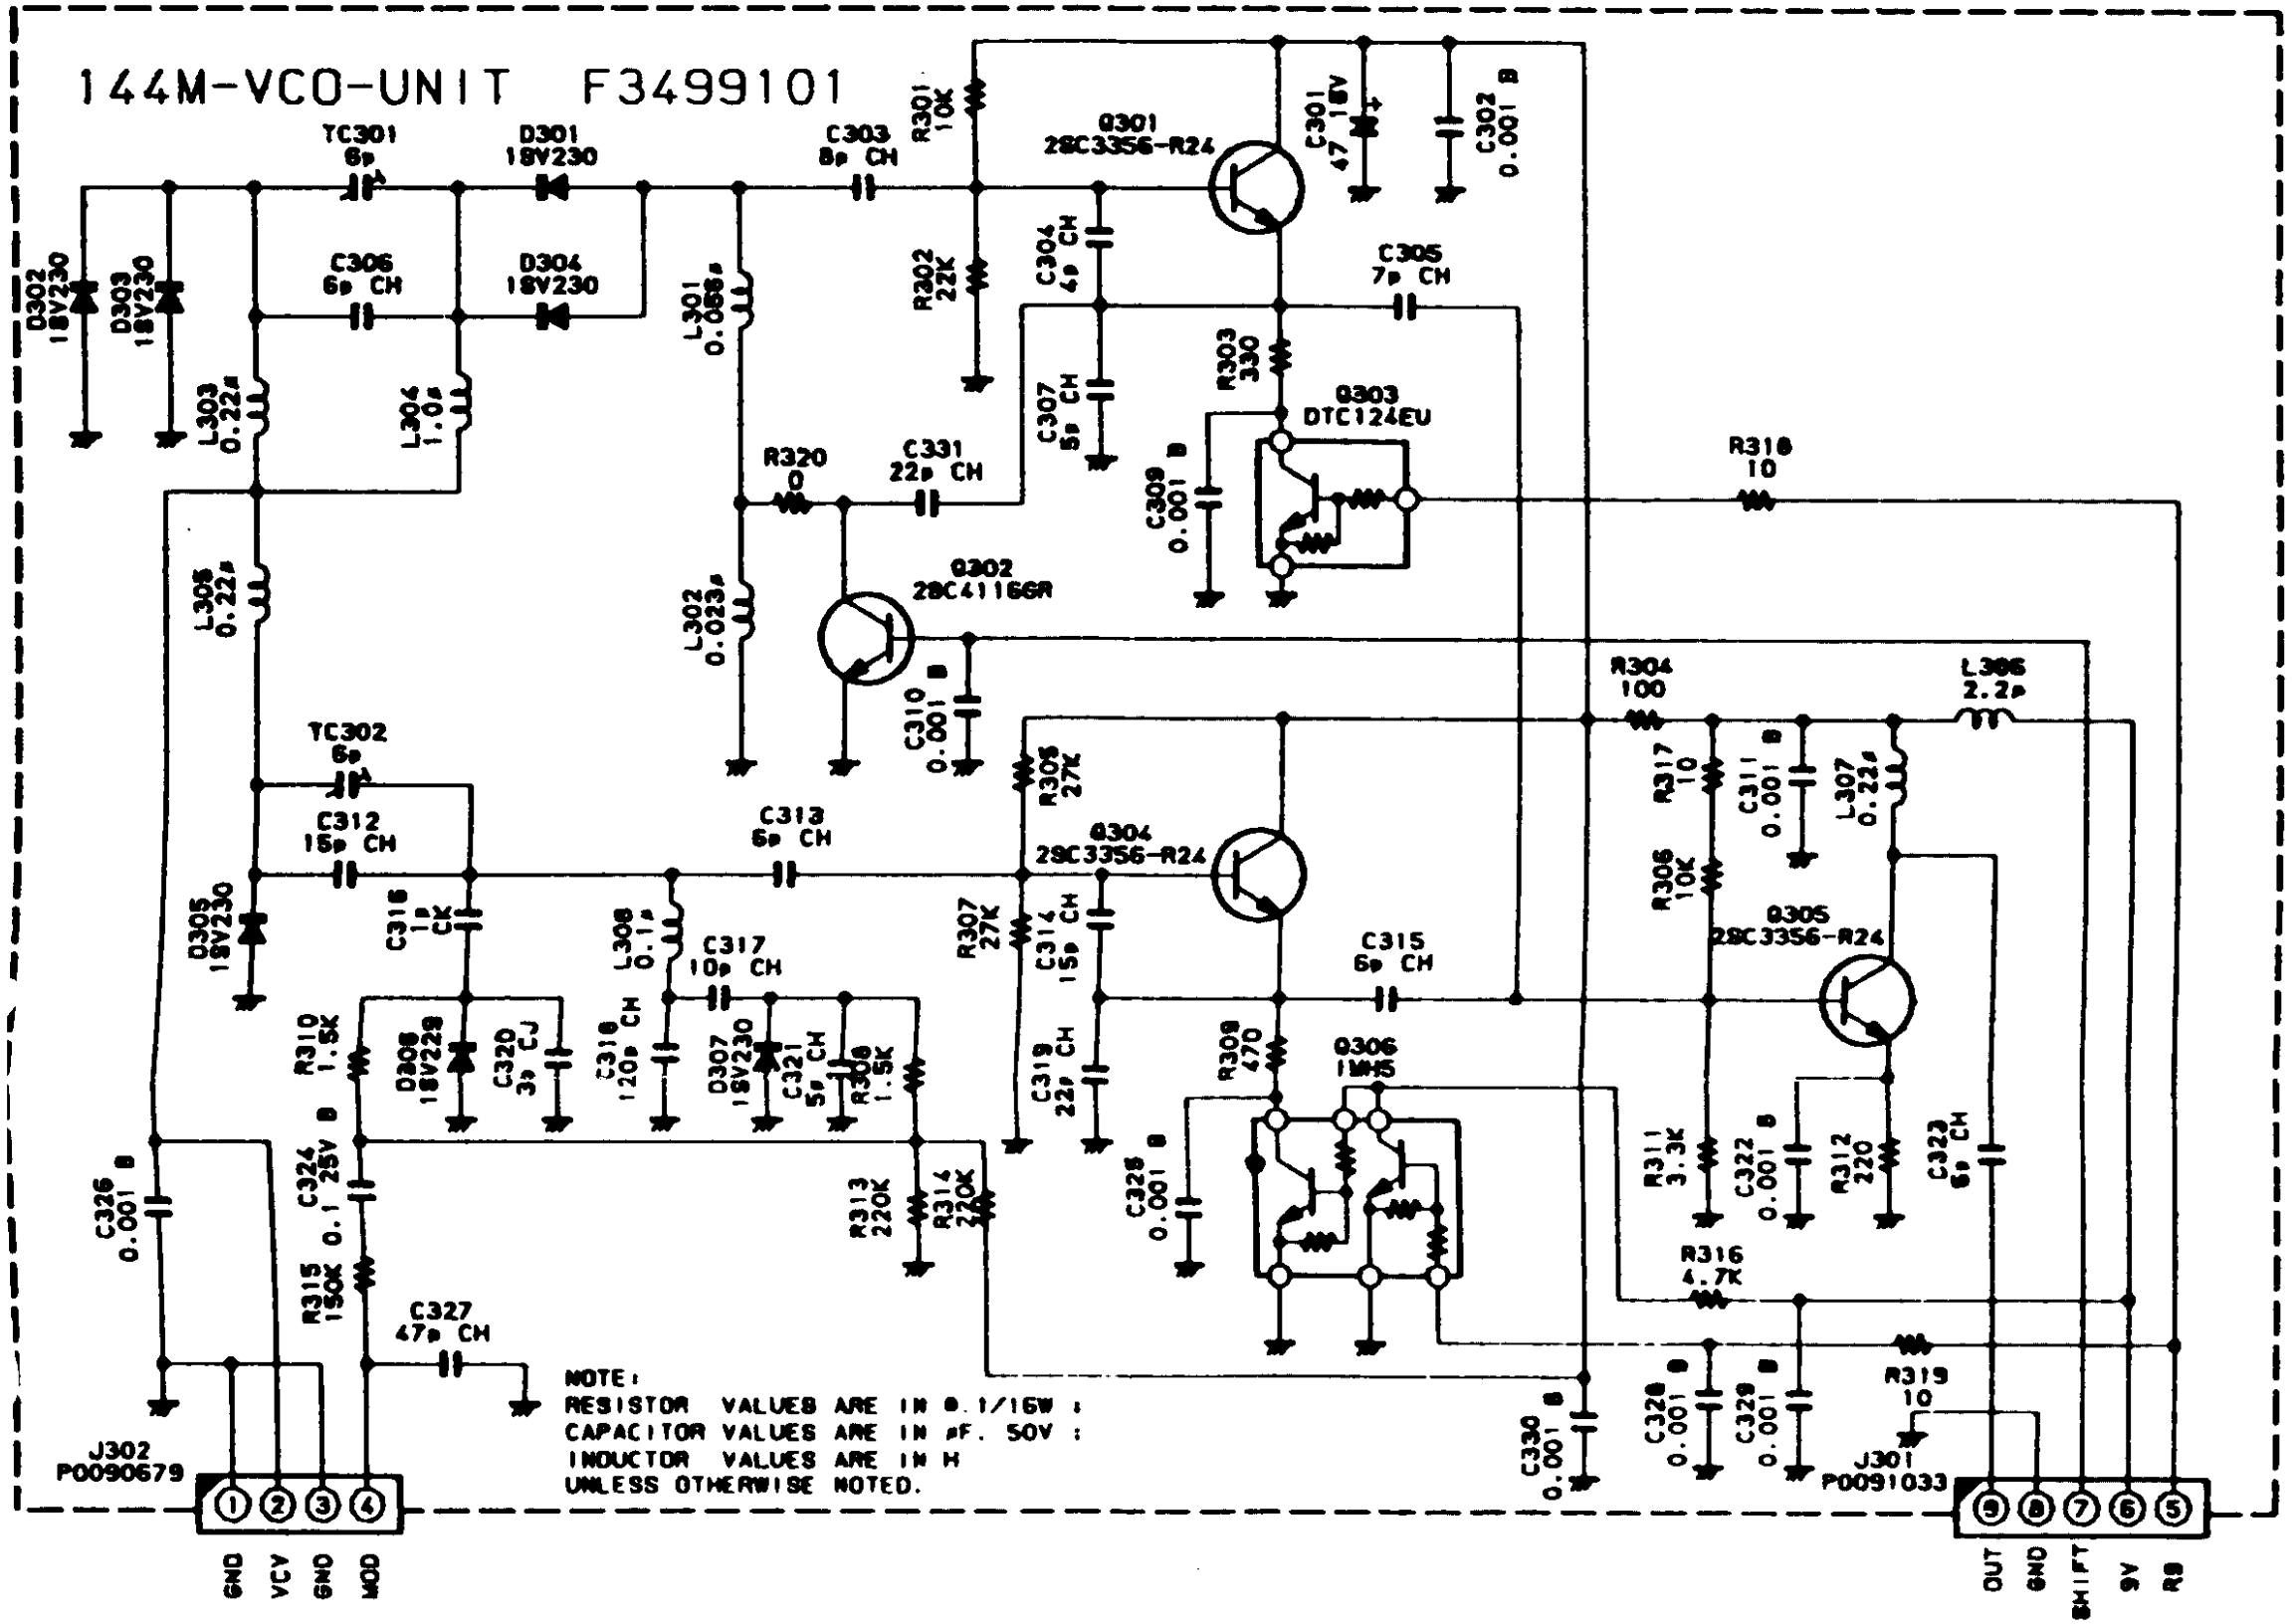 144M-VCO-UNIT F3499101
TC301
6p
D301
1SV230
C303
8p CH
R301
10K
Q301
2SC3356-R24
C301
47 16V
C302
0.001 B
D302
1SV230
D303
1SV230
C306
6p CH
D304
1SV230
L301
0.056μ
R302
22K
C304
4p CH
C305
7p CH
L303
0.22μ
L304
1.0μ
R303
330
C307
5p CH
Q303
DTC124EU
R320
0
C331
22p CH
C309
0.001 B
R318
10
L305
0.22μ
L302
0.023μ
Q302
2SC4116GR
C310
0.001 B
R304
100
L306
2.2μ
TC302
6p
R305
27K
R317
10
C311
0.001 B
L307
0.22μ
C312
15p CH
C313
6p CH
Q304
2SC3356-R24
R306
10K
D305
1SV230
C316
1p CK
L308
0.1μ
C317
10p CH
R307
27K
C314
15p CH
C315
6p CH
Q305
2SC3356-R24
R310
1.5K
D306
1SV229
C320
3p CJ
C318
120p CH
D307
1SV230
C321
5p CH
R308
1.5K
C319
22p CH
R309
470
Q306
IMH5
C326
0.001 B
C324
0.1 25V B
R313
220K
R314
220K
C325
0.001 B
R311
3.3K
C322
0.001 B
R312
220
C323
5p CH
R315
150K
C327
47p CH
R316
4.7K
NOTE:
RESISTOR VALUES ARE IN Ω. 1/16W ;
CAPACITOR VALUES ARE IN μF. 50V ;
INDUCTOR VALUES ARE IN H
UNLESS OTHERWISE NOTED.
C330
0.001 B
C328
0.001 B
C329
0.001 B
R319
10
J302
P0090679
J301
P0091033
1 2 3 4
9 8 7 6 5
GND
VCV
GND
MOD
OUT
GND
SHIFT
9V
R9